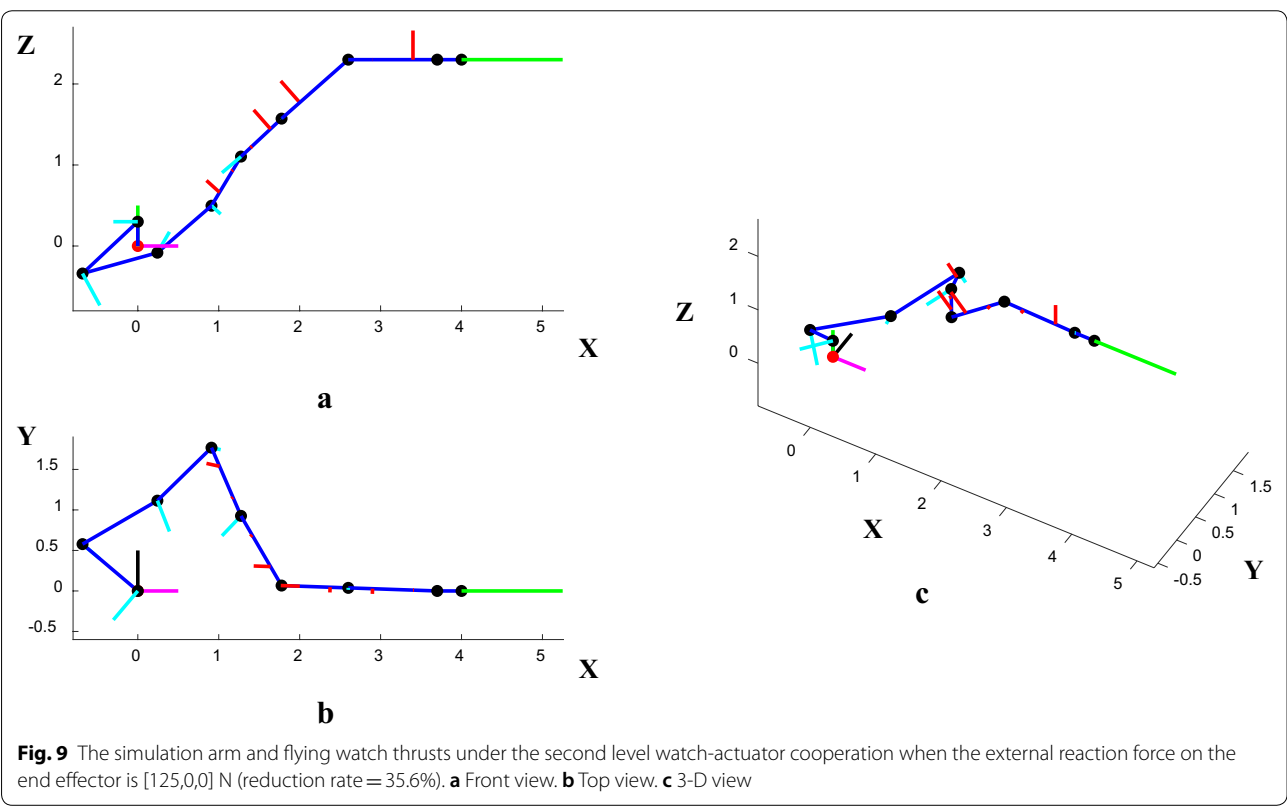 Z
2
1
0
0 1 2 3 4 5
X
a
Y
1.5
1
0.5
0
-0.5
0 1 2 3 4 5
X
b
2
1
0
Z
0
1
2
3
4
5
X
1.5
1
0.5
0
-0.5
Y
c
Fig. 9 The simulation arm and flying watch thrusts under the second level watch-actuator cooperation when the external reaction force on the
end effector is [125,0,0] N (reduction rate = 35.6%). a Front view. b Top view. c 3-D view